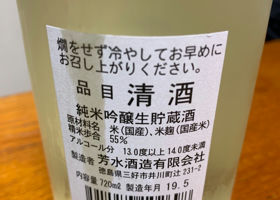 燗をせず冷やしてお早めに
お召し上がりください。
品目 清酒
純米吟醸生貯蔵酒
原材料名 米(国産)、米麹(国産米)
精米歩合 55%
アルコール分 13.0度以上14.0度未満
製造者 芳水酒造有限会社
徳島県三好市井川町辻231-2
内容量 720ml 製造年月 19.5